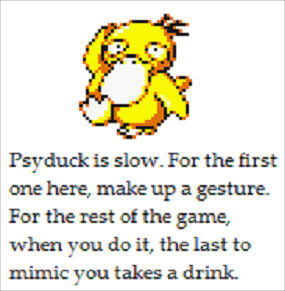 Psyduck is slow. For the first
one here, make up a gesture.
For the rest of the game,
when you do it, the last to
mimic you takes a drink.